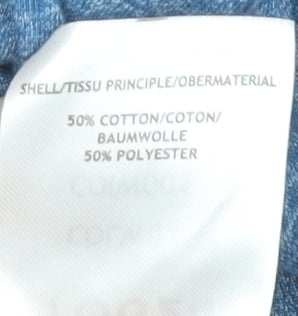 SHELL/TISSU PRINCIPLE/OBERMATERIAL
50% COTTON/COTON/
BAUMWOLLE
50% POLYESTER